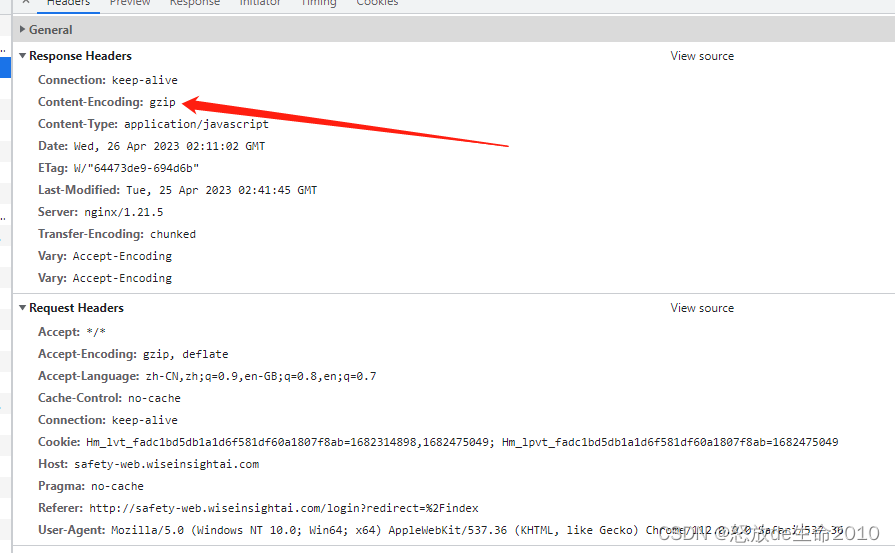 Headers Preview Response Initiator Timing Cookies
General
Response Headers View source
Connection: keep-alive
Content-Encoding: gzip
Content-Type: application/javascript
Date: Wed, 26 Apr 2023 02:11:02 GMT
ETag: W/"64473de9-694d6b"
Last-Modified: Tue, 25 Apr 2023 02:41:45 GMT
Server: nginx/1.21.5
Transfer-Encoding: chunked
Vary: Accept-Encoding
Vary: Accept-Encoding
Request Headers View source
Accept: */*
Accept-Encoding: gzip, deflate
Accept-Language: zh-CN,zh;q=0.9,en-GB;q=0.8,en;q=0.7
Cache-Control: no-cache
Connection: keep-alive
Cookie: Hm_lvt_fadc1bd5db1a1d6f581df60a1807f8ab=1682314898,1682475049; Hm_lpvt_fadc1bd5db1a1d6f581df60a1807f8ab=1682475049
Host: safety-web.wiseinsightai.com
Pragma: no-cache
Referer: http://safety-web.wiseinsightai.com/login?redirect=%2Findex
User-Agent: Mozilla/5.0 (Windows NT 10.0; Win64; x64) AppleWebKit/537.36 (KHTML, like Gecko) Chrome/112.0.0.0 Safari/537.36
CSDN @怒放de生命2010